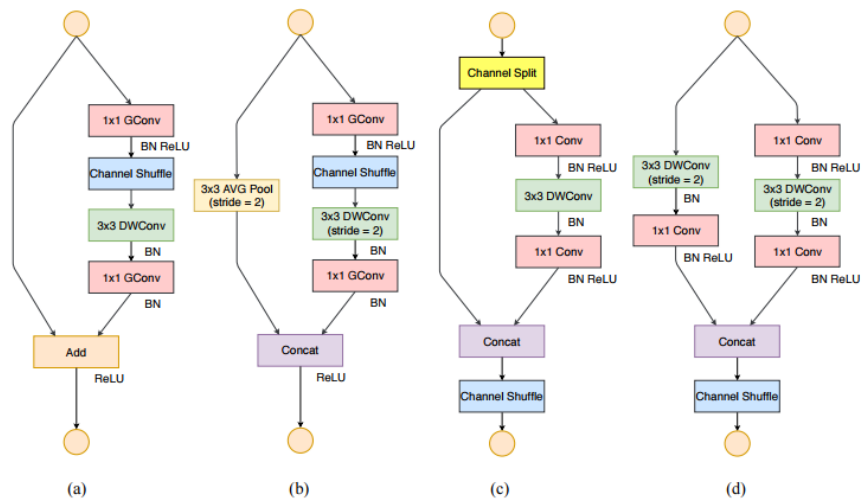 1x1 GConv
BN ReLU
Channel Shuffle
3x3 DWConv
BN
1x1 GConv
BN
Add
ReLU
(a)
1x1 GConv
BN ReLU
Channel Shuffle
3x3 AVG Pool
(stride = 2)
3x3 DWConv
(stride = 2)
BN
1x1 GConv
BN
Concat
ReLU
(b)
Channel Split
1x1 Conv
BN ReLU
3x3 DWConv
BN
1x1 Conv
BN ReLU
Concat
Channel Shuffle
(c)
3x3 DWConv
(stride = 2)
BN
1x1 Conv
BN ReLU
1x1 Conv
BN ReLU
3x3 DWConv
(stride = 2)
BN
1x1 Conv
BN ReLU
Concat
Channel Shuffle
(d)